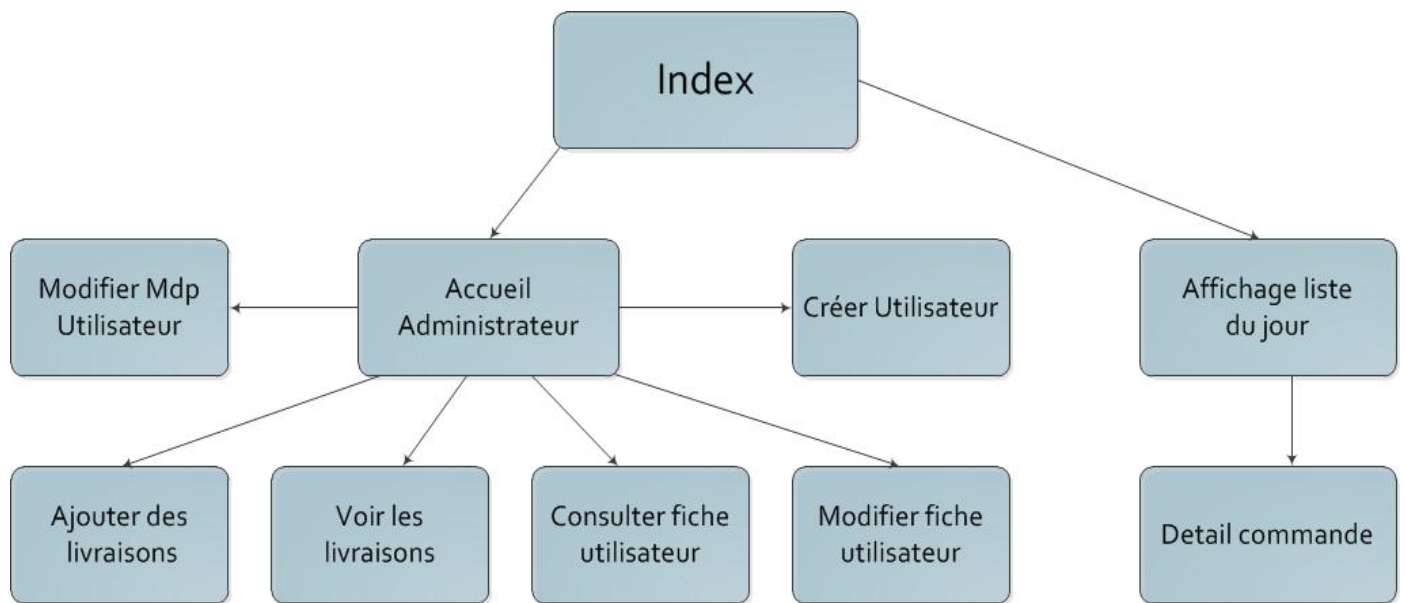 Index
Modifier Mdp
Utilisateur
Accueil
Administrateur
Créer Utilisateur
Affichage liste
du jour
Ajouter des
livraisons
Voir les
livraisons
Consulter fiche
utilisateur
Modifier fiche
utilisateur
Detail commande